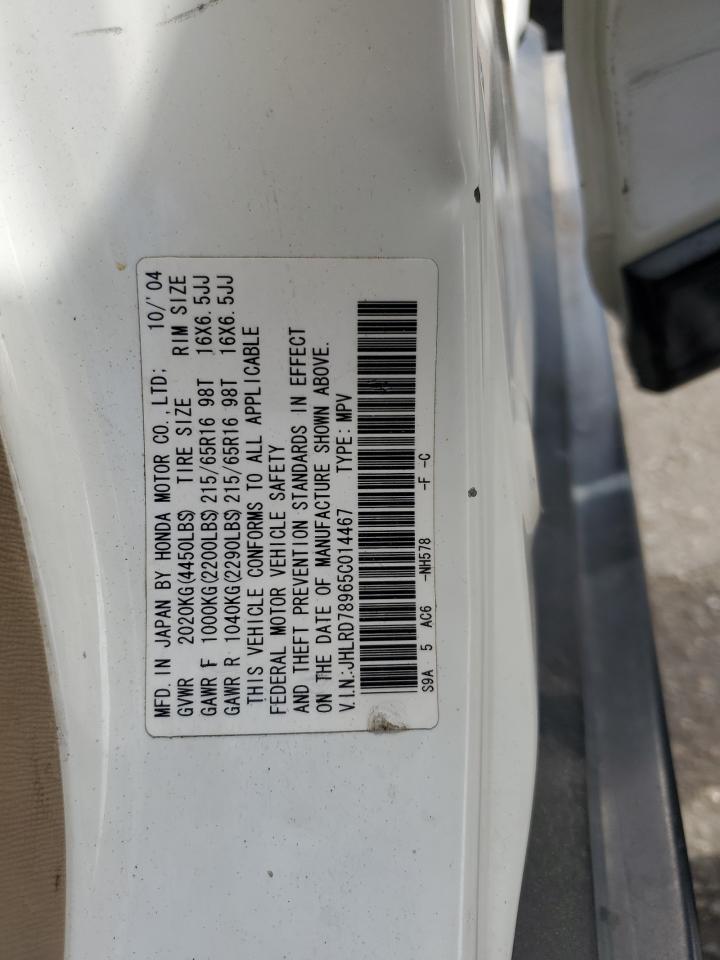 MFD. IN JAPAN BY HONDA MOTOR CO., LTD; 10/'04
GVWR 2020KG(4450LBS) TIRE SIZE RIM SIZE
GAWR F 1000KG(2200LBS) 215/65R16 98T 16X6.5JJ
GAWR R 1040KG(2290LBS) 215/65R16 98T 16X6.5JJ
THIS VEHICLE CONFORMS TO ALL APPLICABLE
FEDERAL MOTOR VEHICLE SAFETY
AND THEFT PREVENTION STANDARDS IN EFFECT
ON THE DATE OF MANUFACTURE SHOWN ABOVE.
V.I.N.:JHLRD78965C014467 TYPE: MPV
S9A 5 AC6 -NH578 -F -C